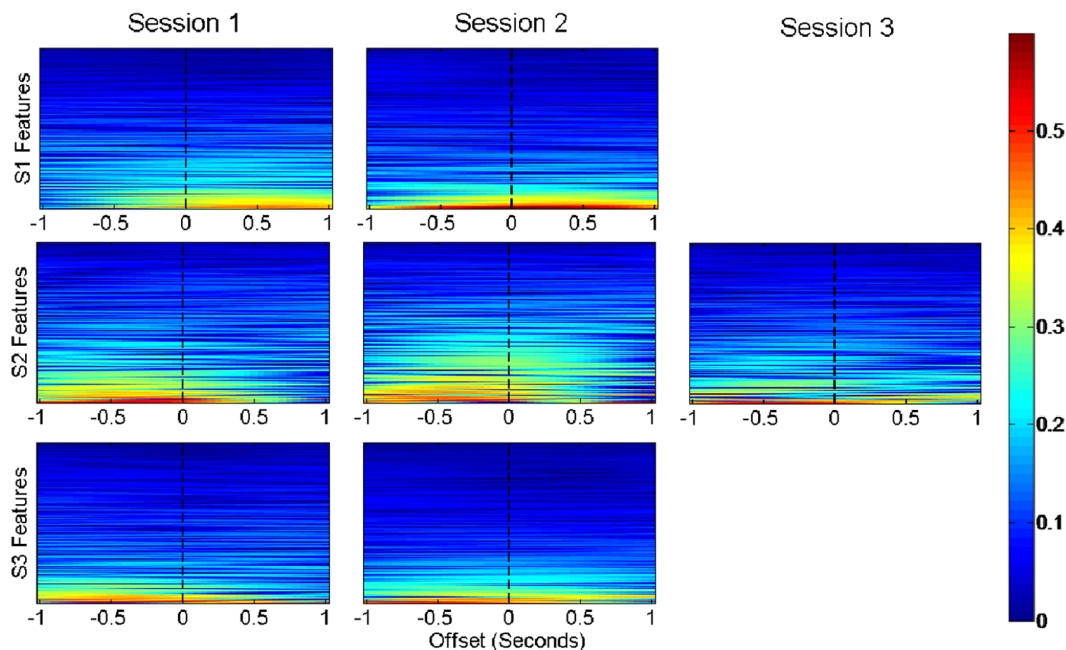 Session 1
Session 2
Session 3
S1 Features
-1 -0.5 0 0.5 1
-1 -0.5 0 0.5 1
S2 Features
-1 -0.5 0 0.5 1
-1 -0.5 0 0.5 1
-1 -0.5 0 0.5 1
S3 Features
-1 -0.5 0 0.5 1
-1 -0.5 0 0.5 1
Offset (Seconds)
0.5
0.4
0.3
0.2
0.1
0